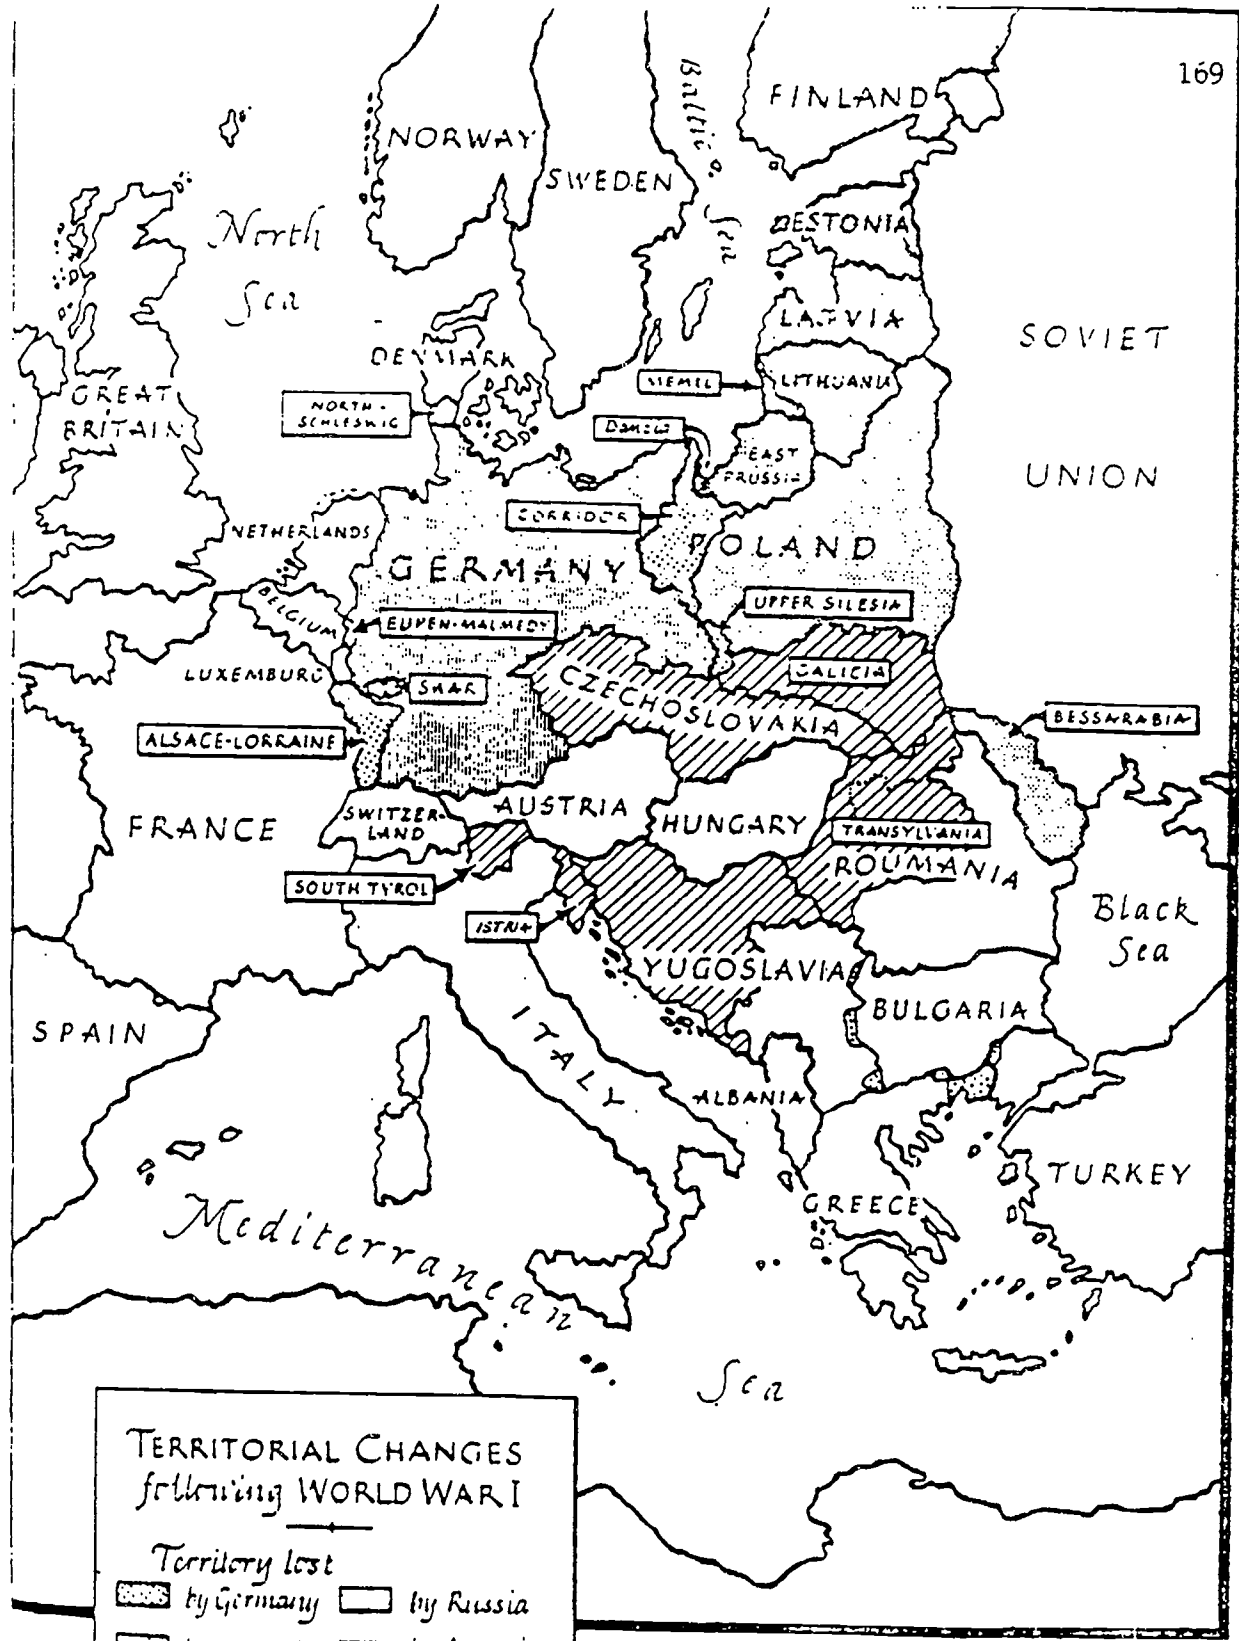 169
FINLAND
Baltic
Sea
NORWAY
SWEDEN
North
Sea
ESTONIA
LATVIA
SOVIET
UNION
DENMARK
MEMEL
LITHUANIA
GREAT
BRITAIN
NORTH-
SCHLESWIG
Danzig
EAST
PRUSSIA
CORRIDOR
NETHERLANDS
POLAND
GERMANY
BELGIUM
EUPEN-MALMEDY
UPPER SILESIA
LUXEMBURG
SAAR
GALICIA
CZECHOSLOVAKIA
BESSARABIA
ALSACE-LORRAINE
FRANCE
SWITZER-
LAND
AUSTRIA
HUNGARY
TRANSYLVANIA
ROUMANIA
SOUTH TYROL
ISTRIA
Black
Sea
YUGOSLAVIA
BULGARIA
SPAIN
ITALY
ALBANIA
TURKEY
GREECE
Mediterranean
Sea
TERRITORIAL CHANGES
following WORLD WAR I
Territory lost
by Germany by Russia